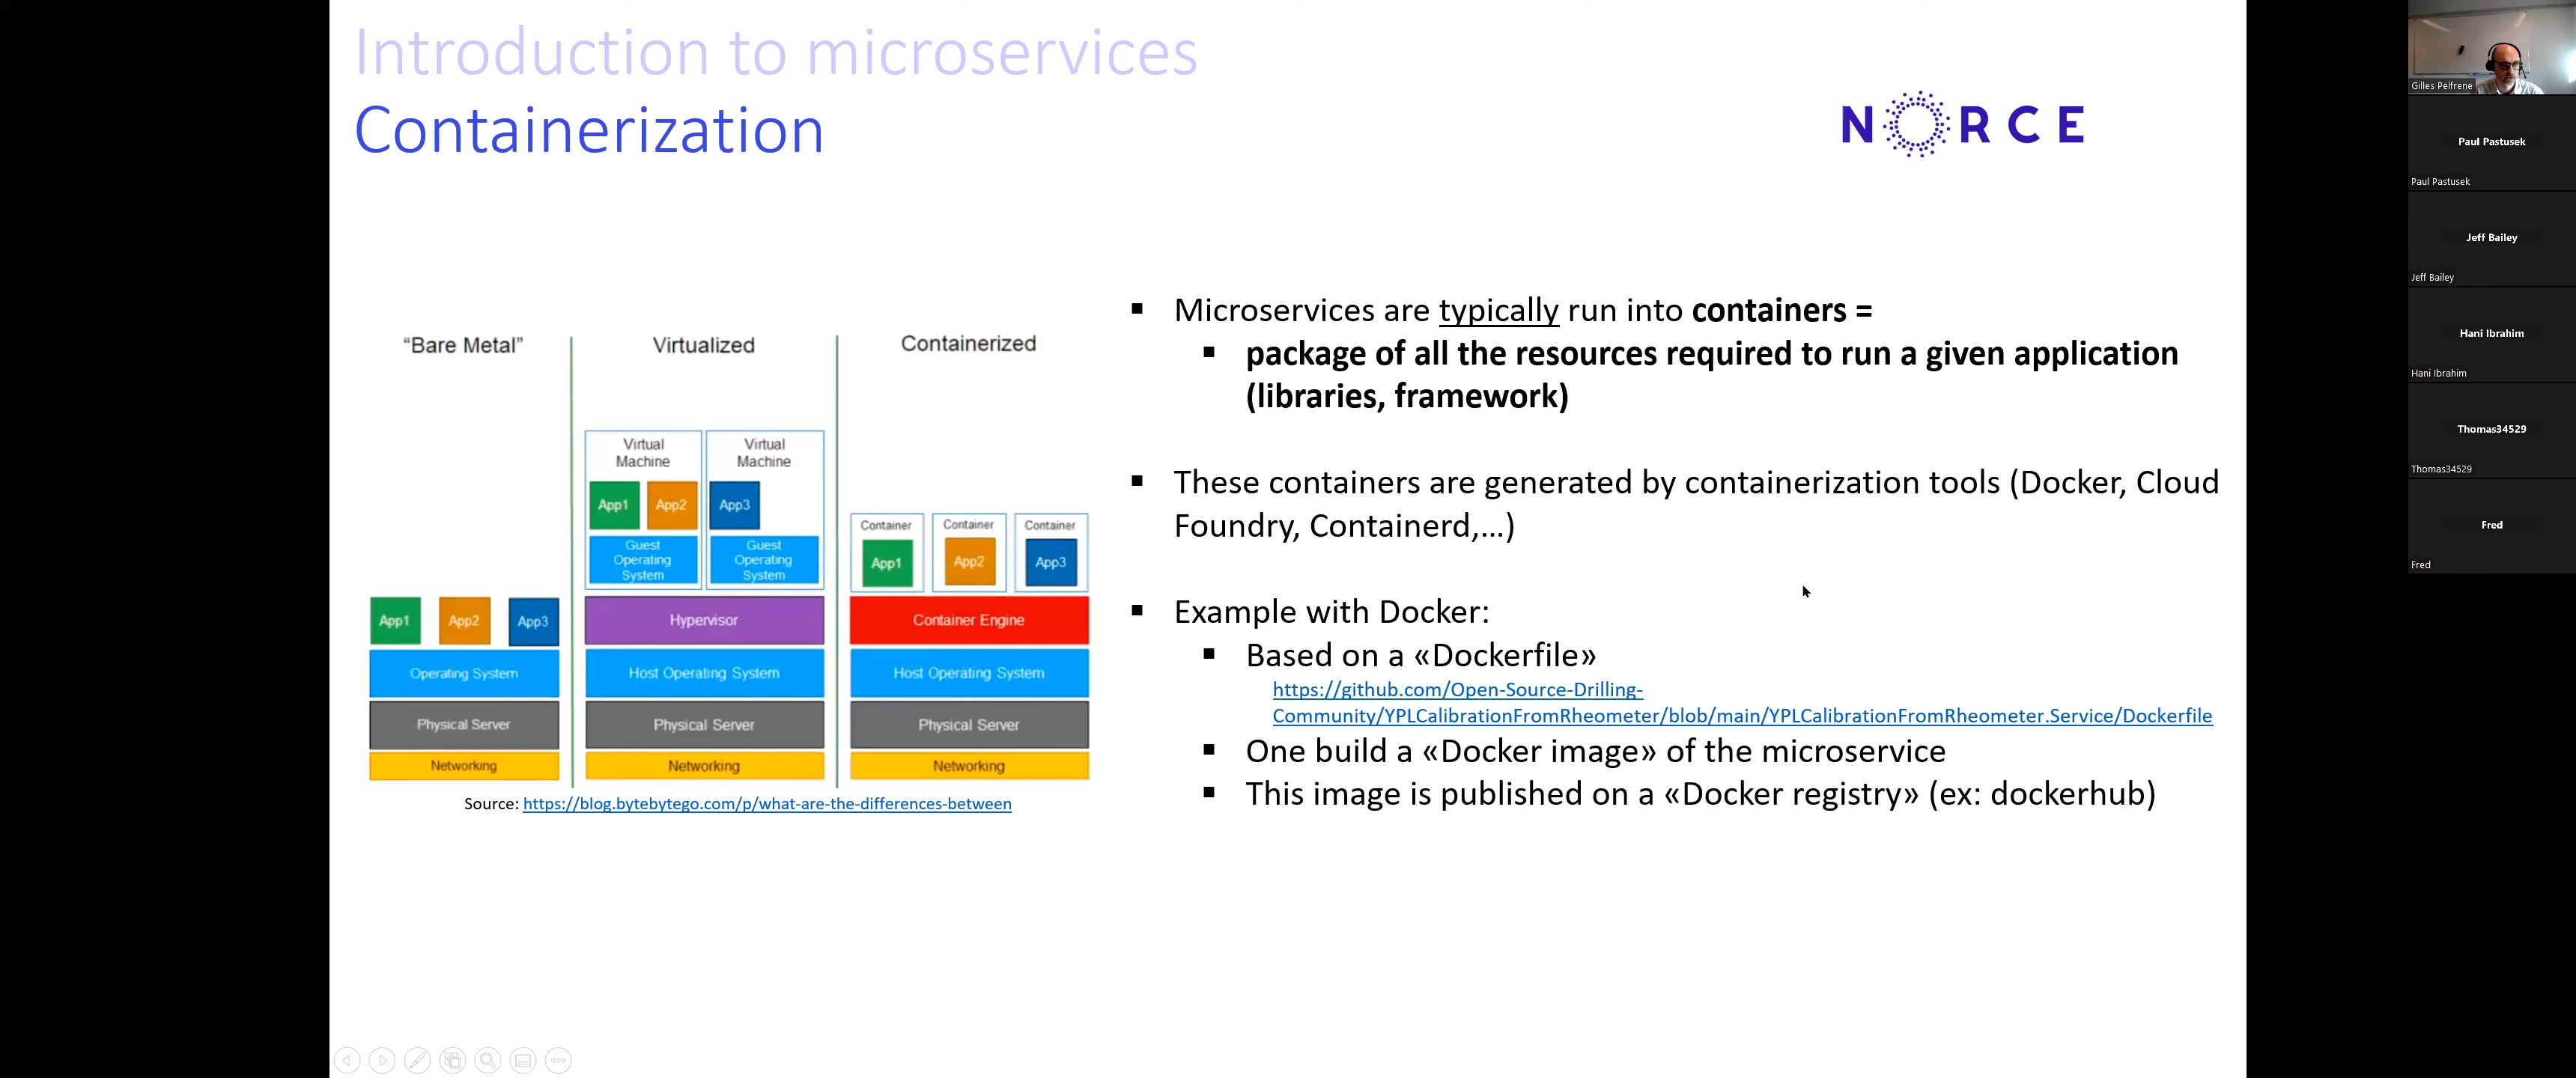 Introduction to microservices
Containerization
NORCE
"Bare Metal"
App1 App2 App3
Operating System
Physical Server
Networking
Virtualized
Virtual
Machine
App1 App2
Guest
Operating
System
Virtual
Machine
App3
Guest
Operating
System
Hypervisor
Host Operating System
Physical Server
Networking
Containerized
Container
App1
Container
App2
Container
App3
Container Engine
Host Operating System
Physical Server
Networking
Source: https://blog.bytebytego.com/p/what-are-the-differences-between
▪ Microservices are typically run into containers =
▪ package of all the resources required to run a given application
(libraries, framework)
▪ These containers are generated by containerization tools (Docker, Cloud
Foundry, Containerd,...)
▪ Example with Docker:
▪ Based on a «Dockerfile»
https://github.com/Open-Source-Drilling-
Community/YPLCalibrationFromRheometer/blob/main/YPLCalibrationFromRheometer.Service/Dockerfile
▪ One build a «Docker image» of the microservice
▪ This image is published on a «Docker registry» (ex: dockerhub)
Gilles Pelfrene
Paul Pastusek
Paul Pastusek
Jeff Bailey
Jeff Bailey
Hani Ibrahim
Hani Ibrahim
Thomas34529
Thomas34529
Fred
Fred